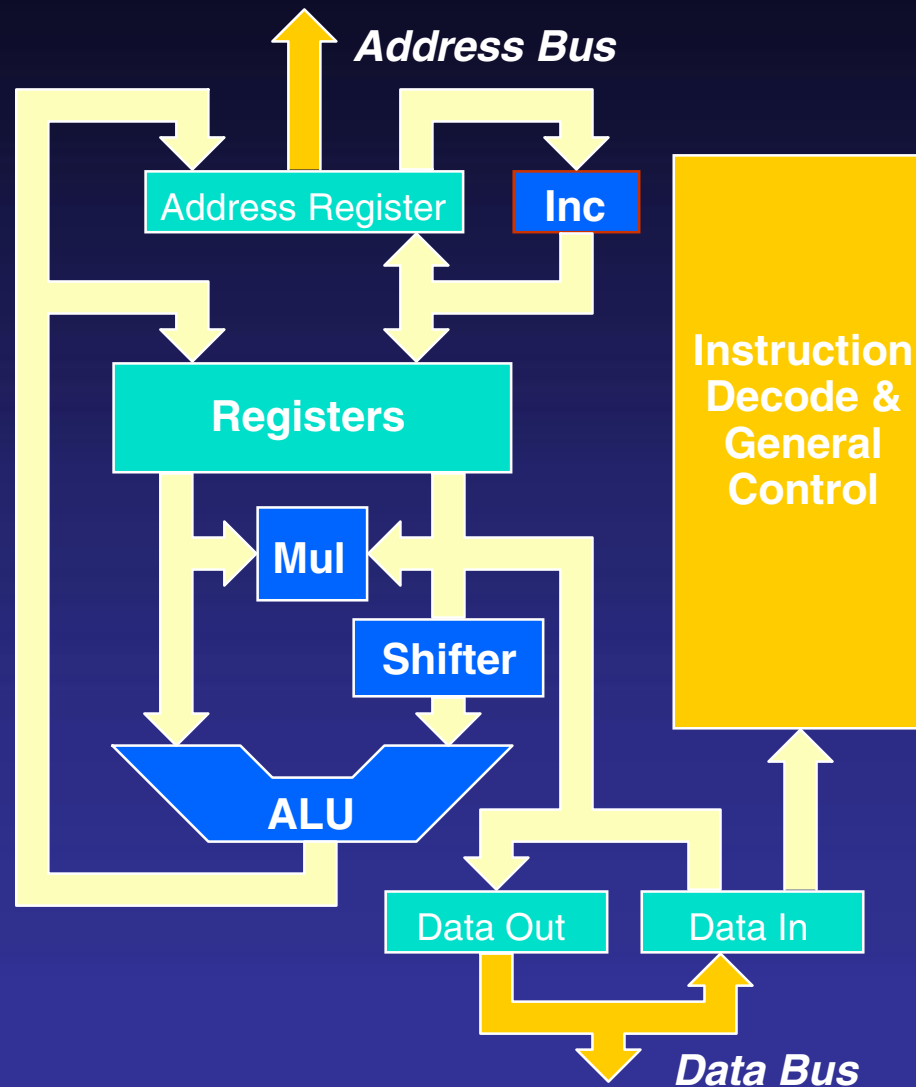 Address Bus
Address Register
Inc
Registers
Instruction
Decode &
General
Control
Mul
Shifter
ALU
Data Out
Data In
Data Bus